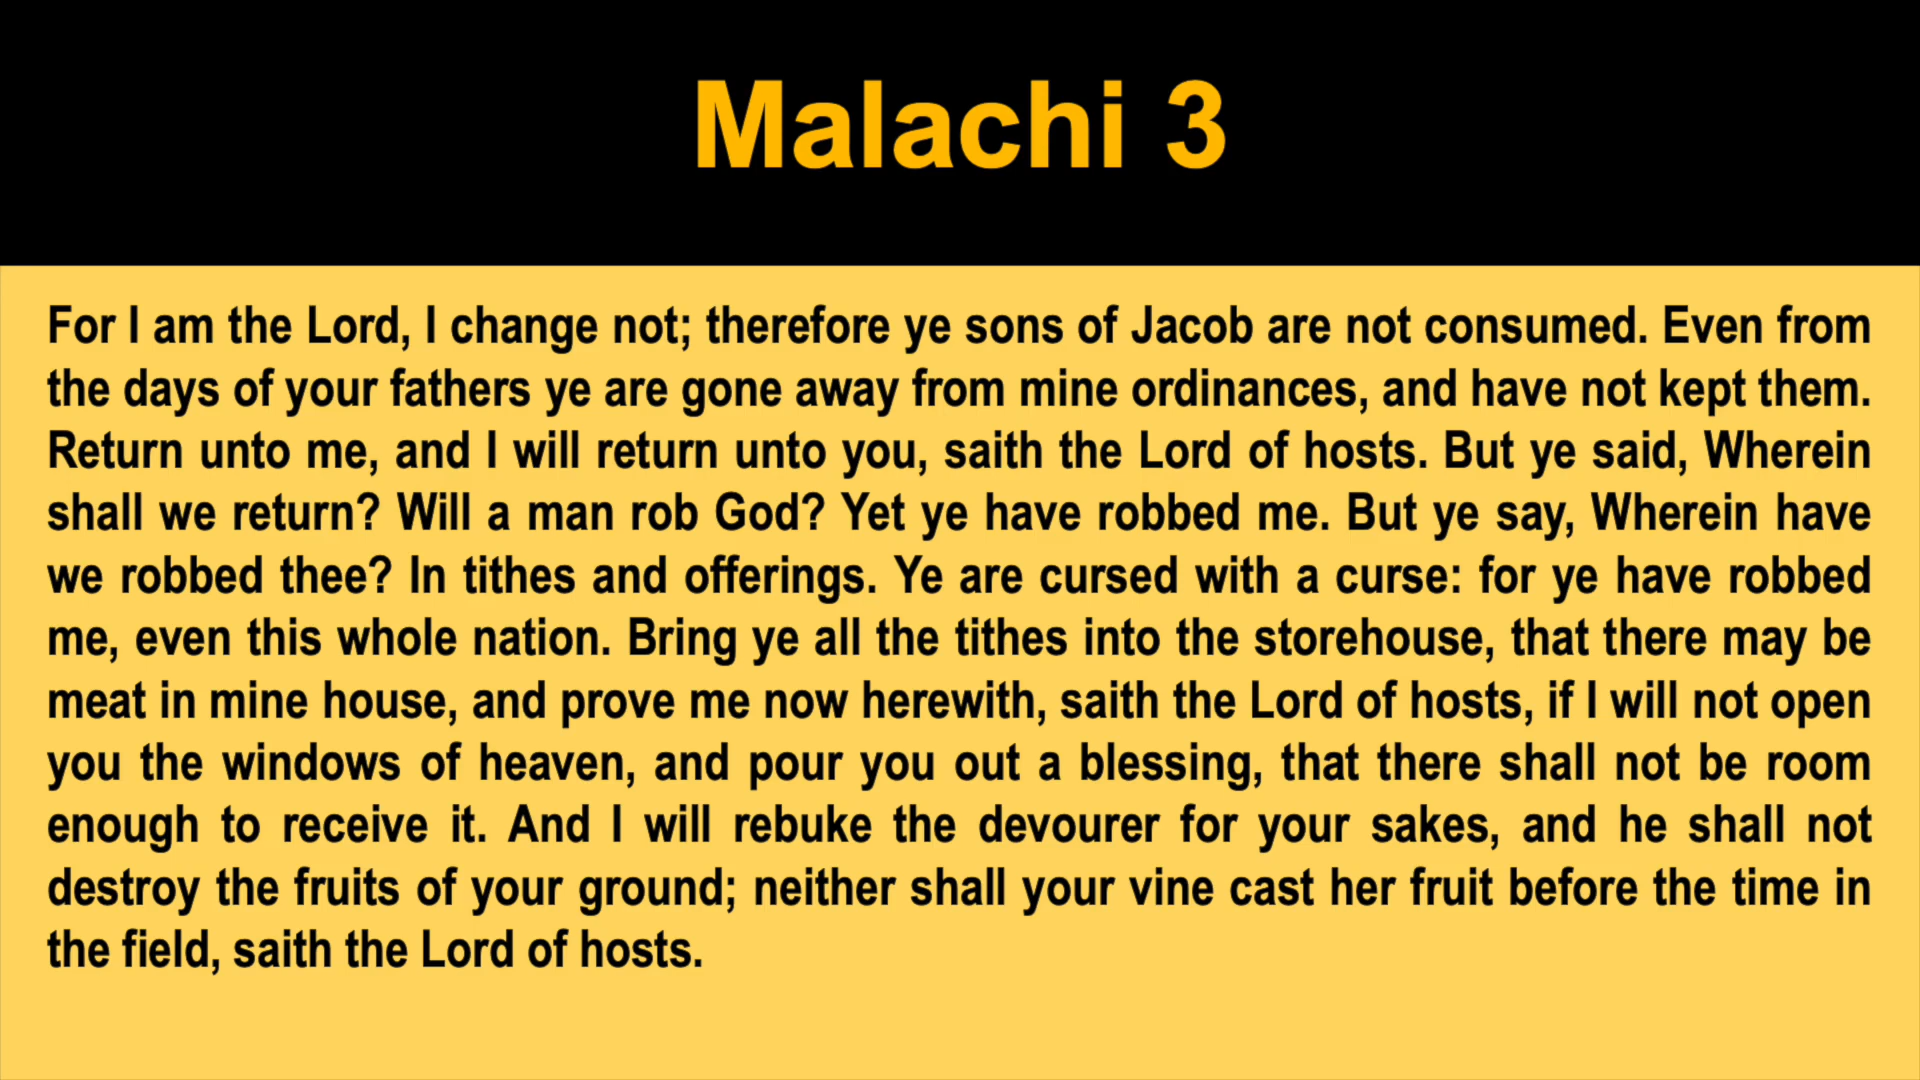 Malachi 3
For I am the Lord, I change not; therefore ye sons of Jacob are not consumed. Even from
the days of your fathers ye are gone away from mine ordinances, and have not kept them.
Return unto me, and I will return unto you, saith the Lord of hosts. But ye said, Wherein
shall we return? Will a man rob God? Yet ye have robbed me. But ye say, Wherein have
we robbed thee? In tithes and offerings. Ye are cursed with a curse: for ye have robbed
me, even this whole nation. Bring ye all the tithes into the storehouse, that there may be
meat in mine house, and prove me now herewith, saith the Lord of hosts, if I will not open
you the windows of heaven, and pour you out a blessing, that there shall not be room
enough to receive it. And I will rebuke the devourer for your sakes, and he shall not
destroy the fruits of your ground; neither shall your vine cast her fruit before the time in
the field, saith the Lord of hosts.